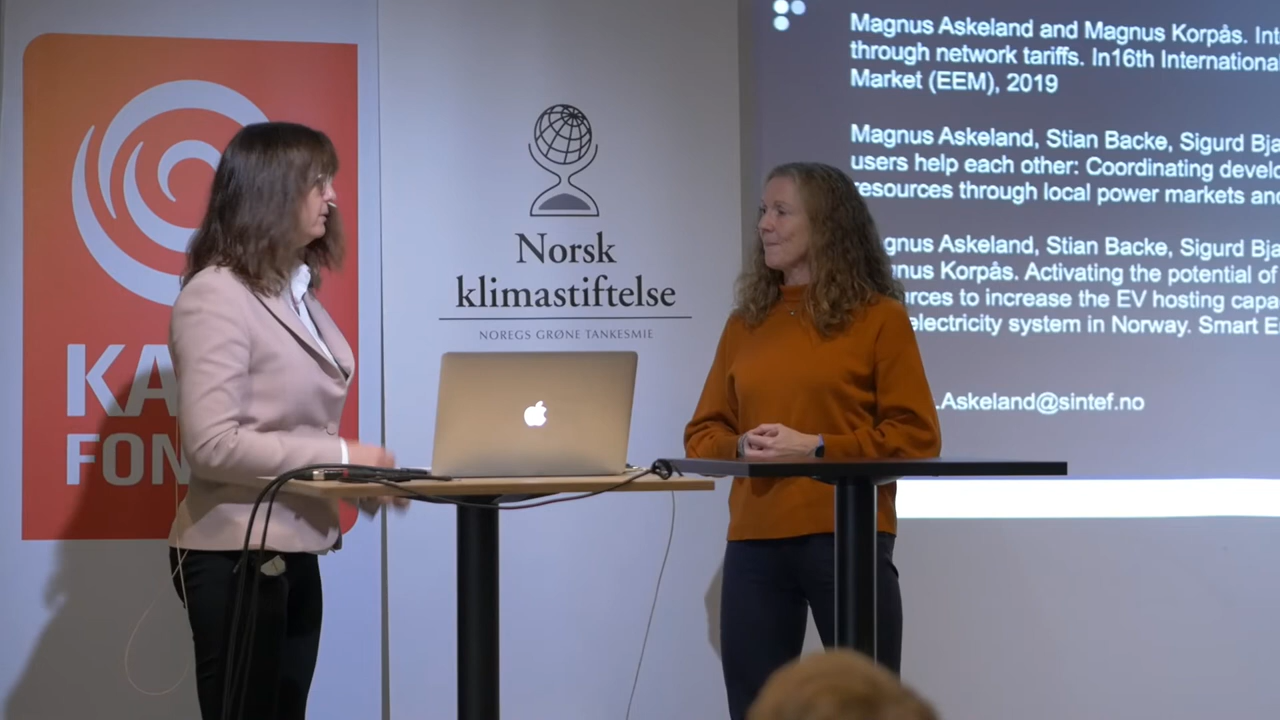 KA
FON
Norsk
klimastiftelse
NOREGS GRØNE TANKESMIE
Magnus Askeland and Magnus Korpås. Int
through network tariffs. In16th International
Market (EEM), 2019
Magnus Askeland, Stian Backe, Sigurd Bja
users help each other: Coordinating develo
resources through local power markets and
gnus Askeland, Stian Backe, Sigurd Bja
nus Korpås. Activating the potential of
rces to increase the EV hosting capa
electricity system in Norway. Smart E
.Askeland@sintef.no